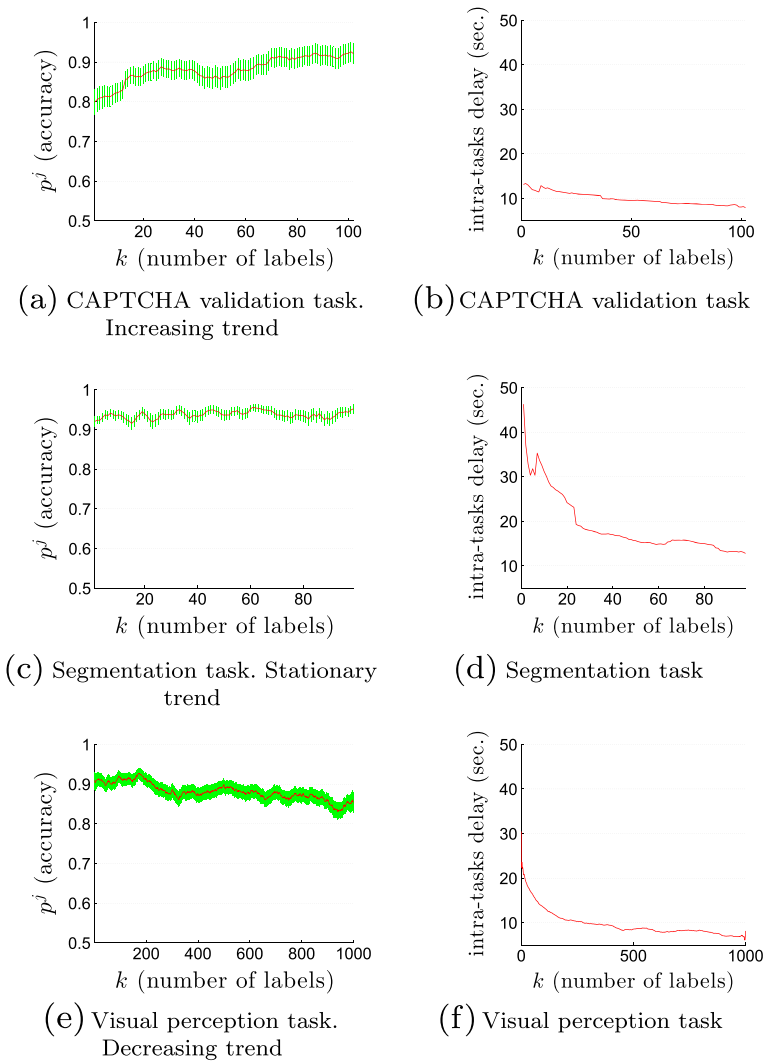 1
0.9
0.8
0.7
0.6
0.5
20 40 60 80 100
p^j (accuracy)
k (number of labels)
(a) CAPTCHA validation task.
Increasing trend
50
40
30
20
10
0 50 100
intra-tasks delay (sec.)
k (number of labels)
(b) CAPTCHA validation task
1
0.9
0.8
0.7
0.6
0.5
20 40 60 80
p^j (accuracy)
k (number of labels)
(c) Segmentation task. Stationary
trend
50
40
30
20
10
0 20 40 60 80
intra-tasks delay (sec.)
k (number of labels)
(d) Segmentation task
1
0.9
0.8
0.7
0.6
0.5
200 400 600 800 1000
p^j (accuracy)
k (number of labels)
(e) Visual perception task.
Decreasing trend
50
40
30
20
10
0 500 1000
intra-tasks delay (sec.)
k (number of labels)
(f) Visual perception task